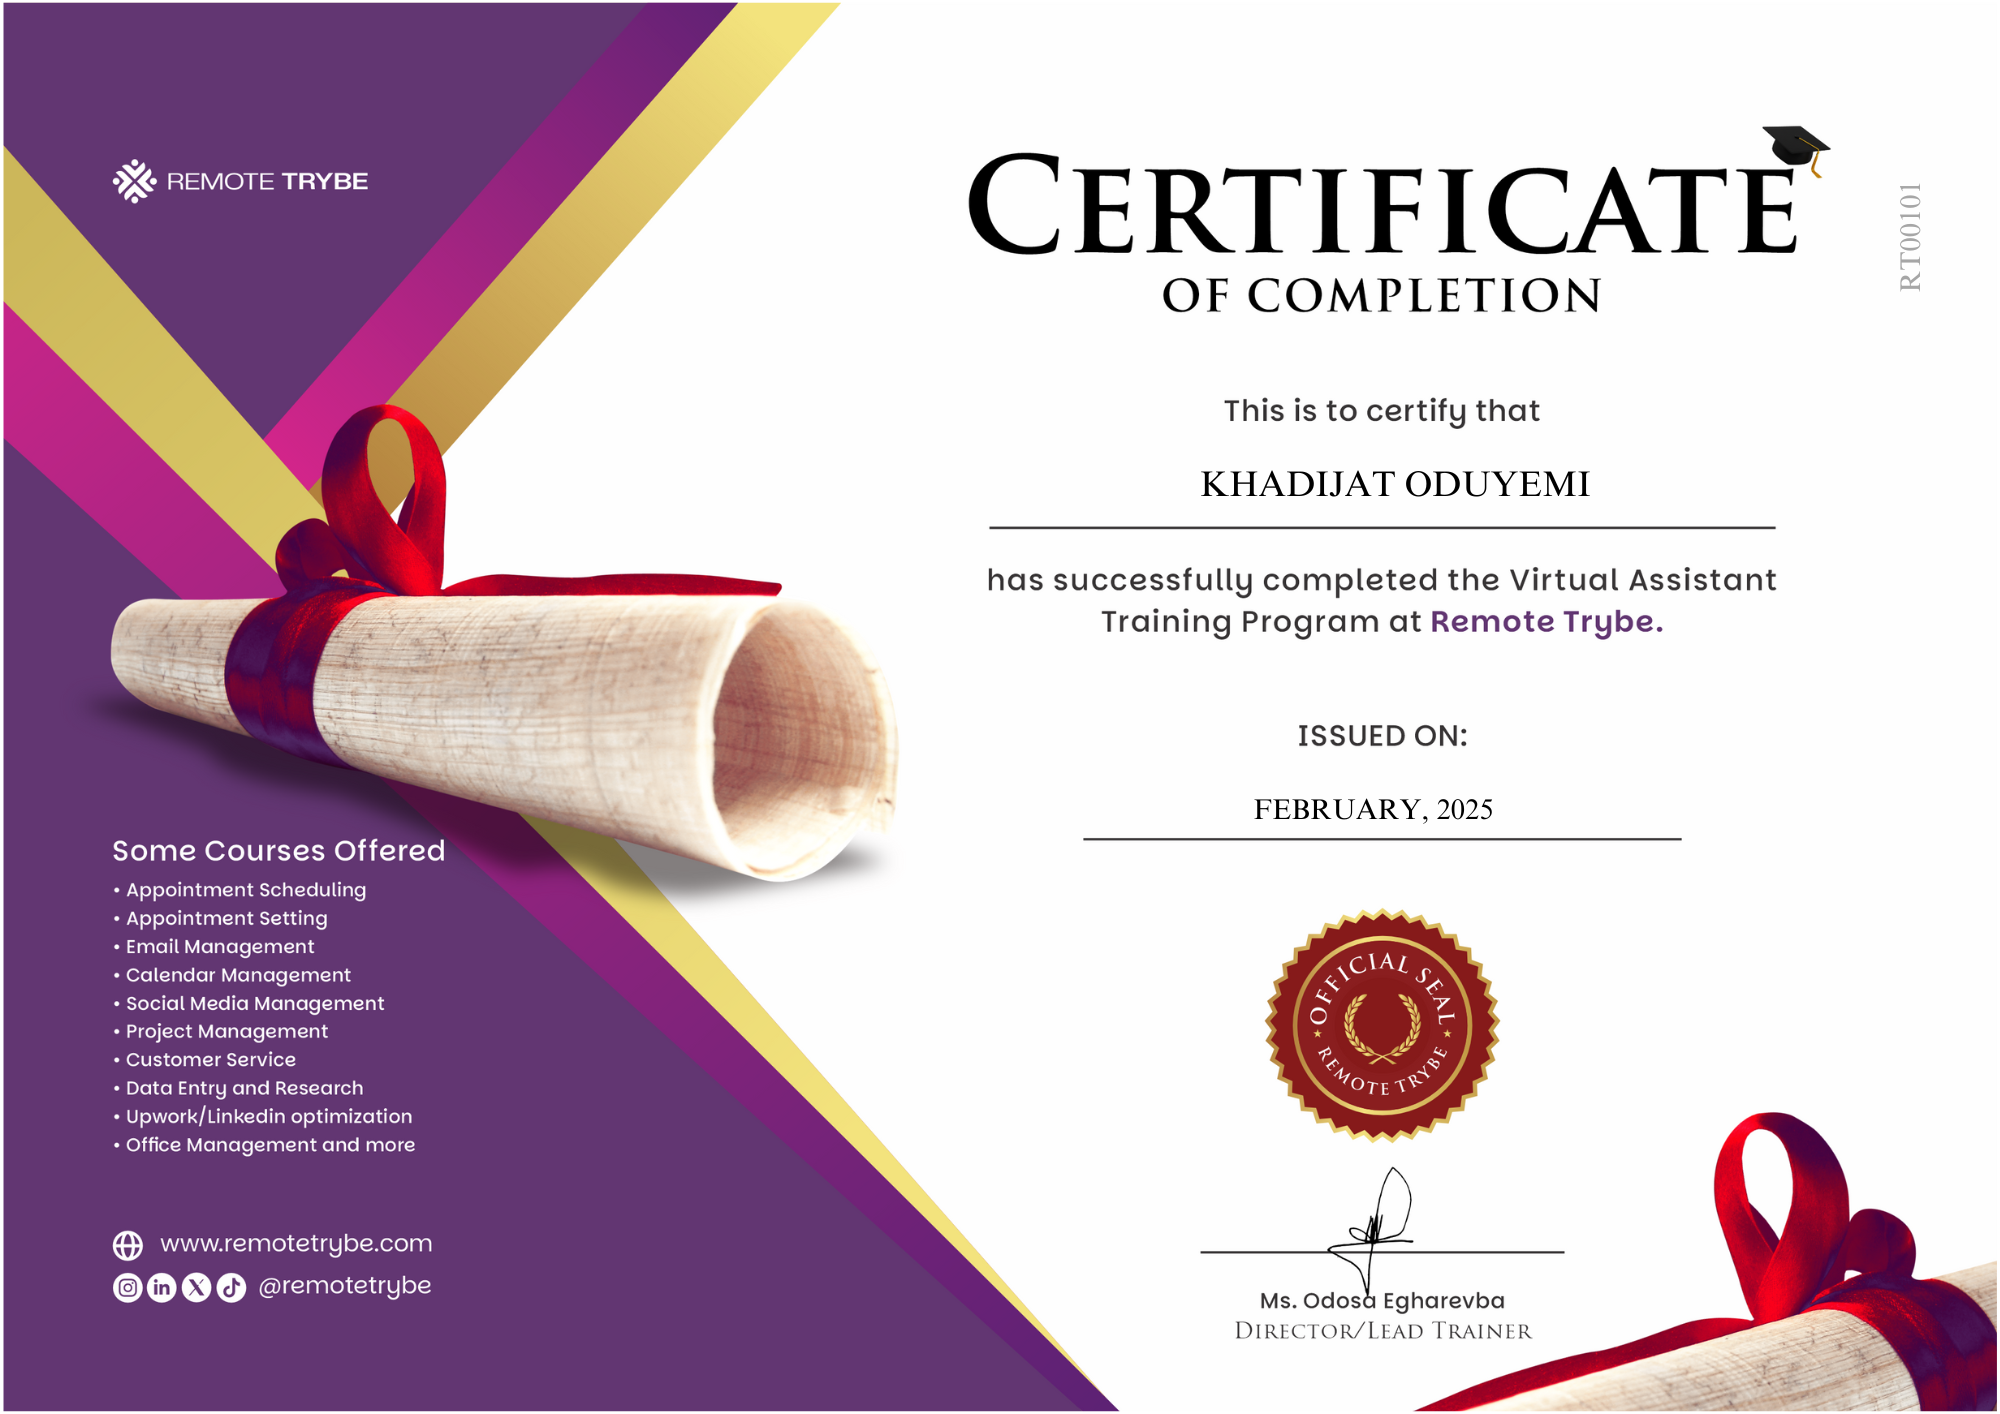 REMOTE TRYBE
CERTIFICATE
OF COMPLETION
RT00101
This is to certify that
KHADIJAT ODUYEMI
has successfully completed the Virtual Assistant
Training Program at Remote Trybe.
ISSUED ON:
FEBRUARY, 2025
Some Courses Offered
• Appointment Scheduling
• Appointment Setting
• Email Management
• Calendar Management
• Social Media Management
• Project Management
• Customer Service
• Data Entry and Research
• Upwork/Linkedin optimization
• Office Management and more
www.remotetrybe.com
@remotetrybe
OFFICIAL SEAL
REMOTE TRYBE
Ms. Odosa Egharevba
DIRECTOR/LEAD TRAINER